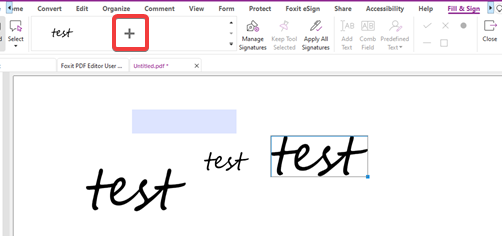 Convert Edit Organize Comment View Form Protect Foxit eSign Share Accessibility Help Fill & Sign
Select
test
Manage Signatures
Keep Tool Selected
Apply All Signatures
AB
Add Text
Comb Field
Predefined Text
Close
Foxit PDF Editor User ...
Untitled.pdf *
test
test
test